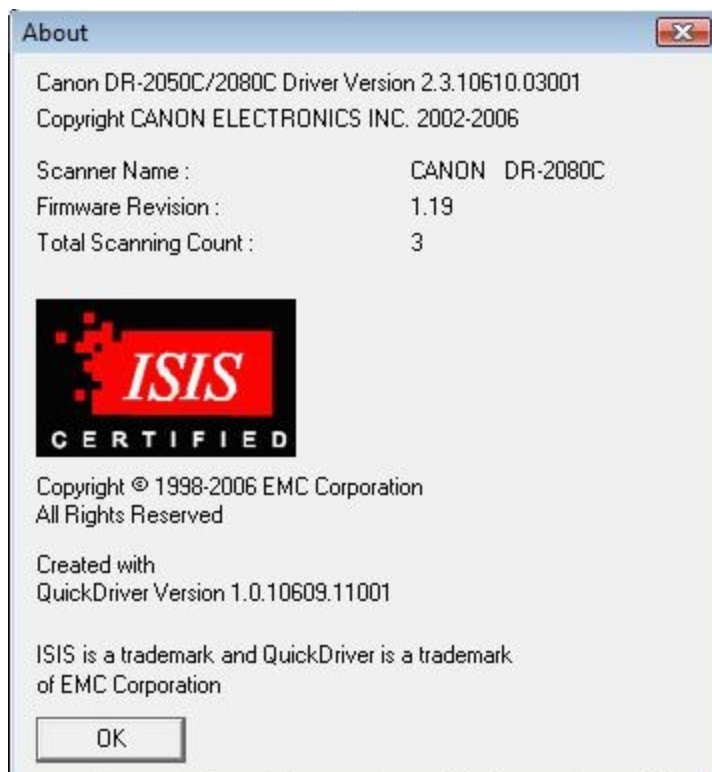 About
Canon DR-2050C/2080C Driver Version 2.3.10610.03001
Copyright CANON ELECTRONICS INC. 2002-2006
Scanner Name : CANON DR-2080C
Firmware Revision : 1.19
Total Scanning Count : 3
ISIS
CERTIFIED
Copyright © 1998-2006 EMC Corporation
All Rights Reserved
Created with
QuickDriver Version 1.0.10609.11001
ISIS is a trademark and QuickDriver is a trademark
of EMC Corporation
OK